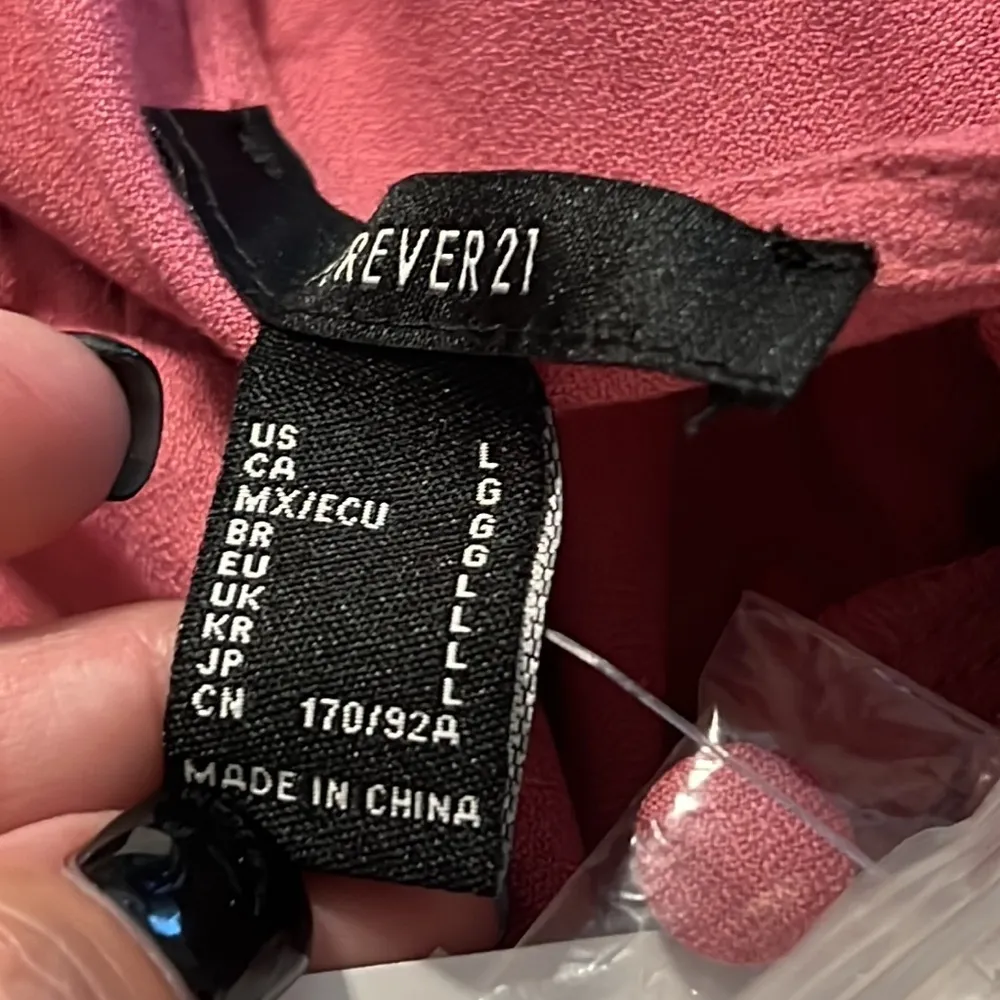 REVER21
US L
CA G
MX/ECU G
BR G
EU L
UK L
KR L
JP L
CN 170/92A
MADE IN CHINA